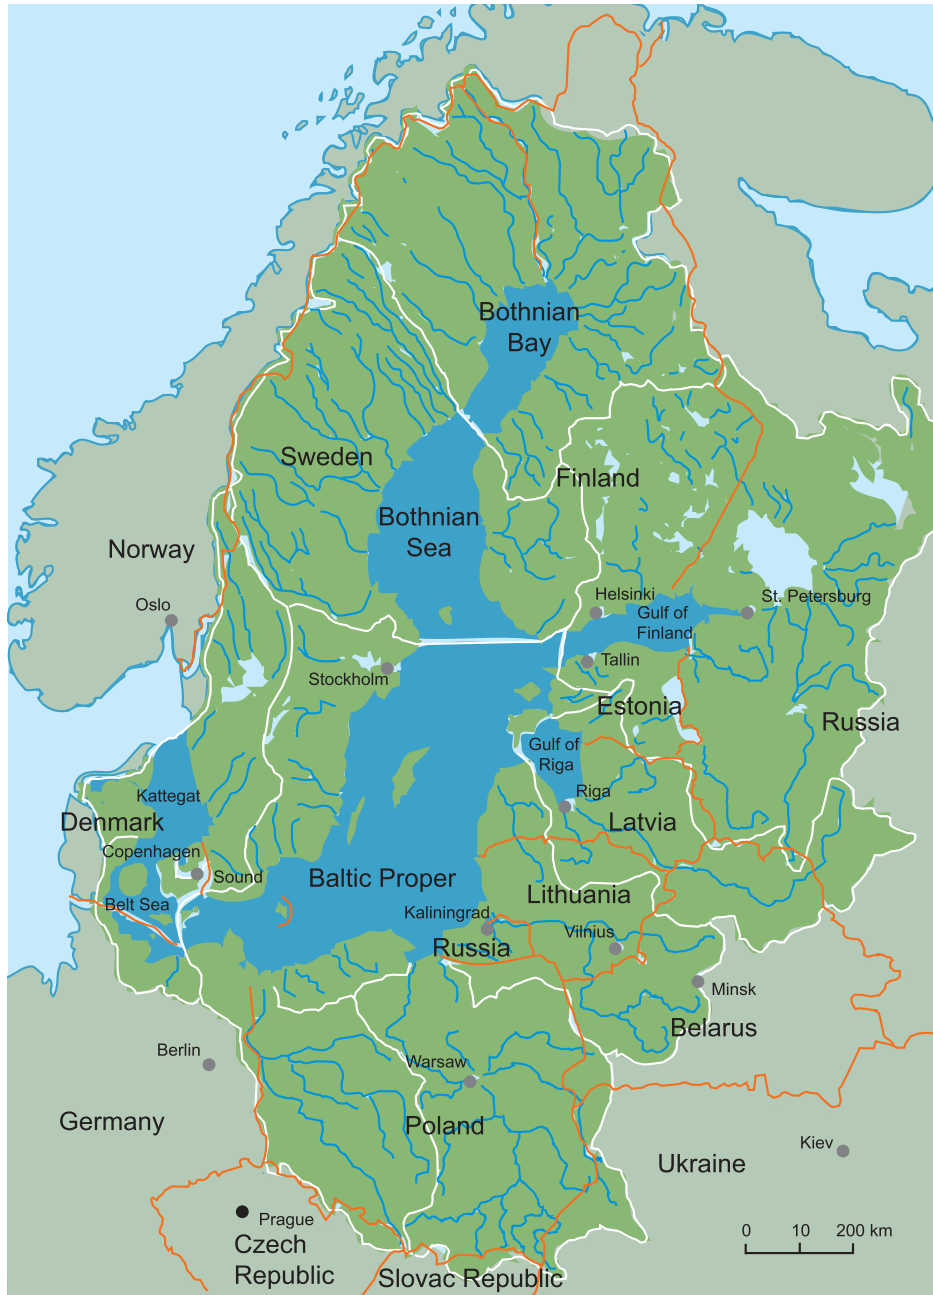 Bothnian
Bay
Sweden
Finland
Bothnian
Sea
Norway
Oslo
Helsinki
St. Petersburg
Gulf of
Finland
Tallin
Stockholm
Estonia
Russia
Gulf of
Riga
Riga
Kattegat
Denmark
Latvia
Copenhagen
Sound
Baltic Proper
Lithuania
Belt Sea
Kaliningrad
Vilnius
Russia
Minsk
Belarus
Berlin
Warsaw
Germany
Poland
Kiev
Ukraine
Prague
Czech
Republic
Slovac Republic
0 10 200 km